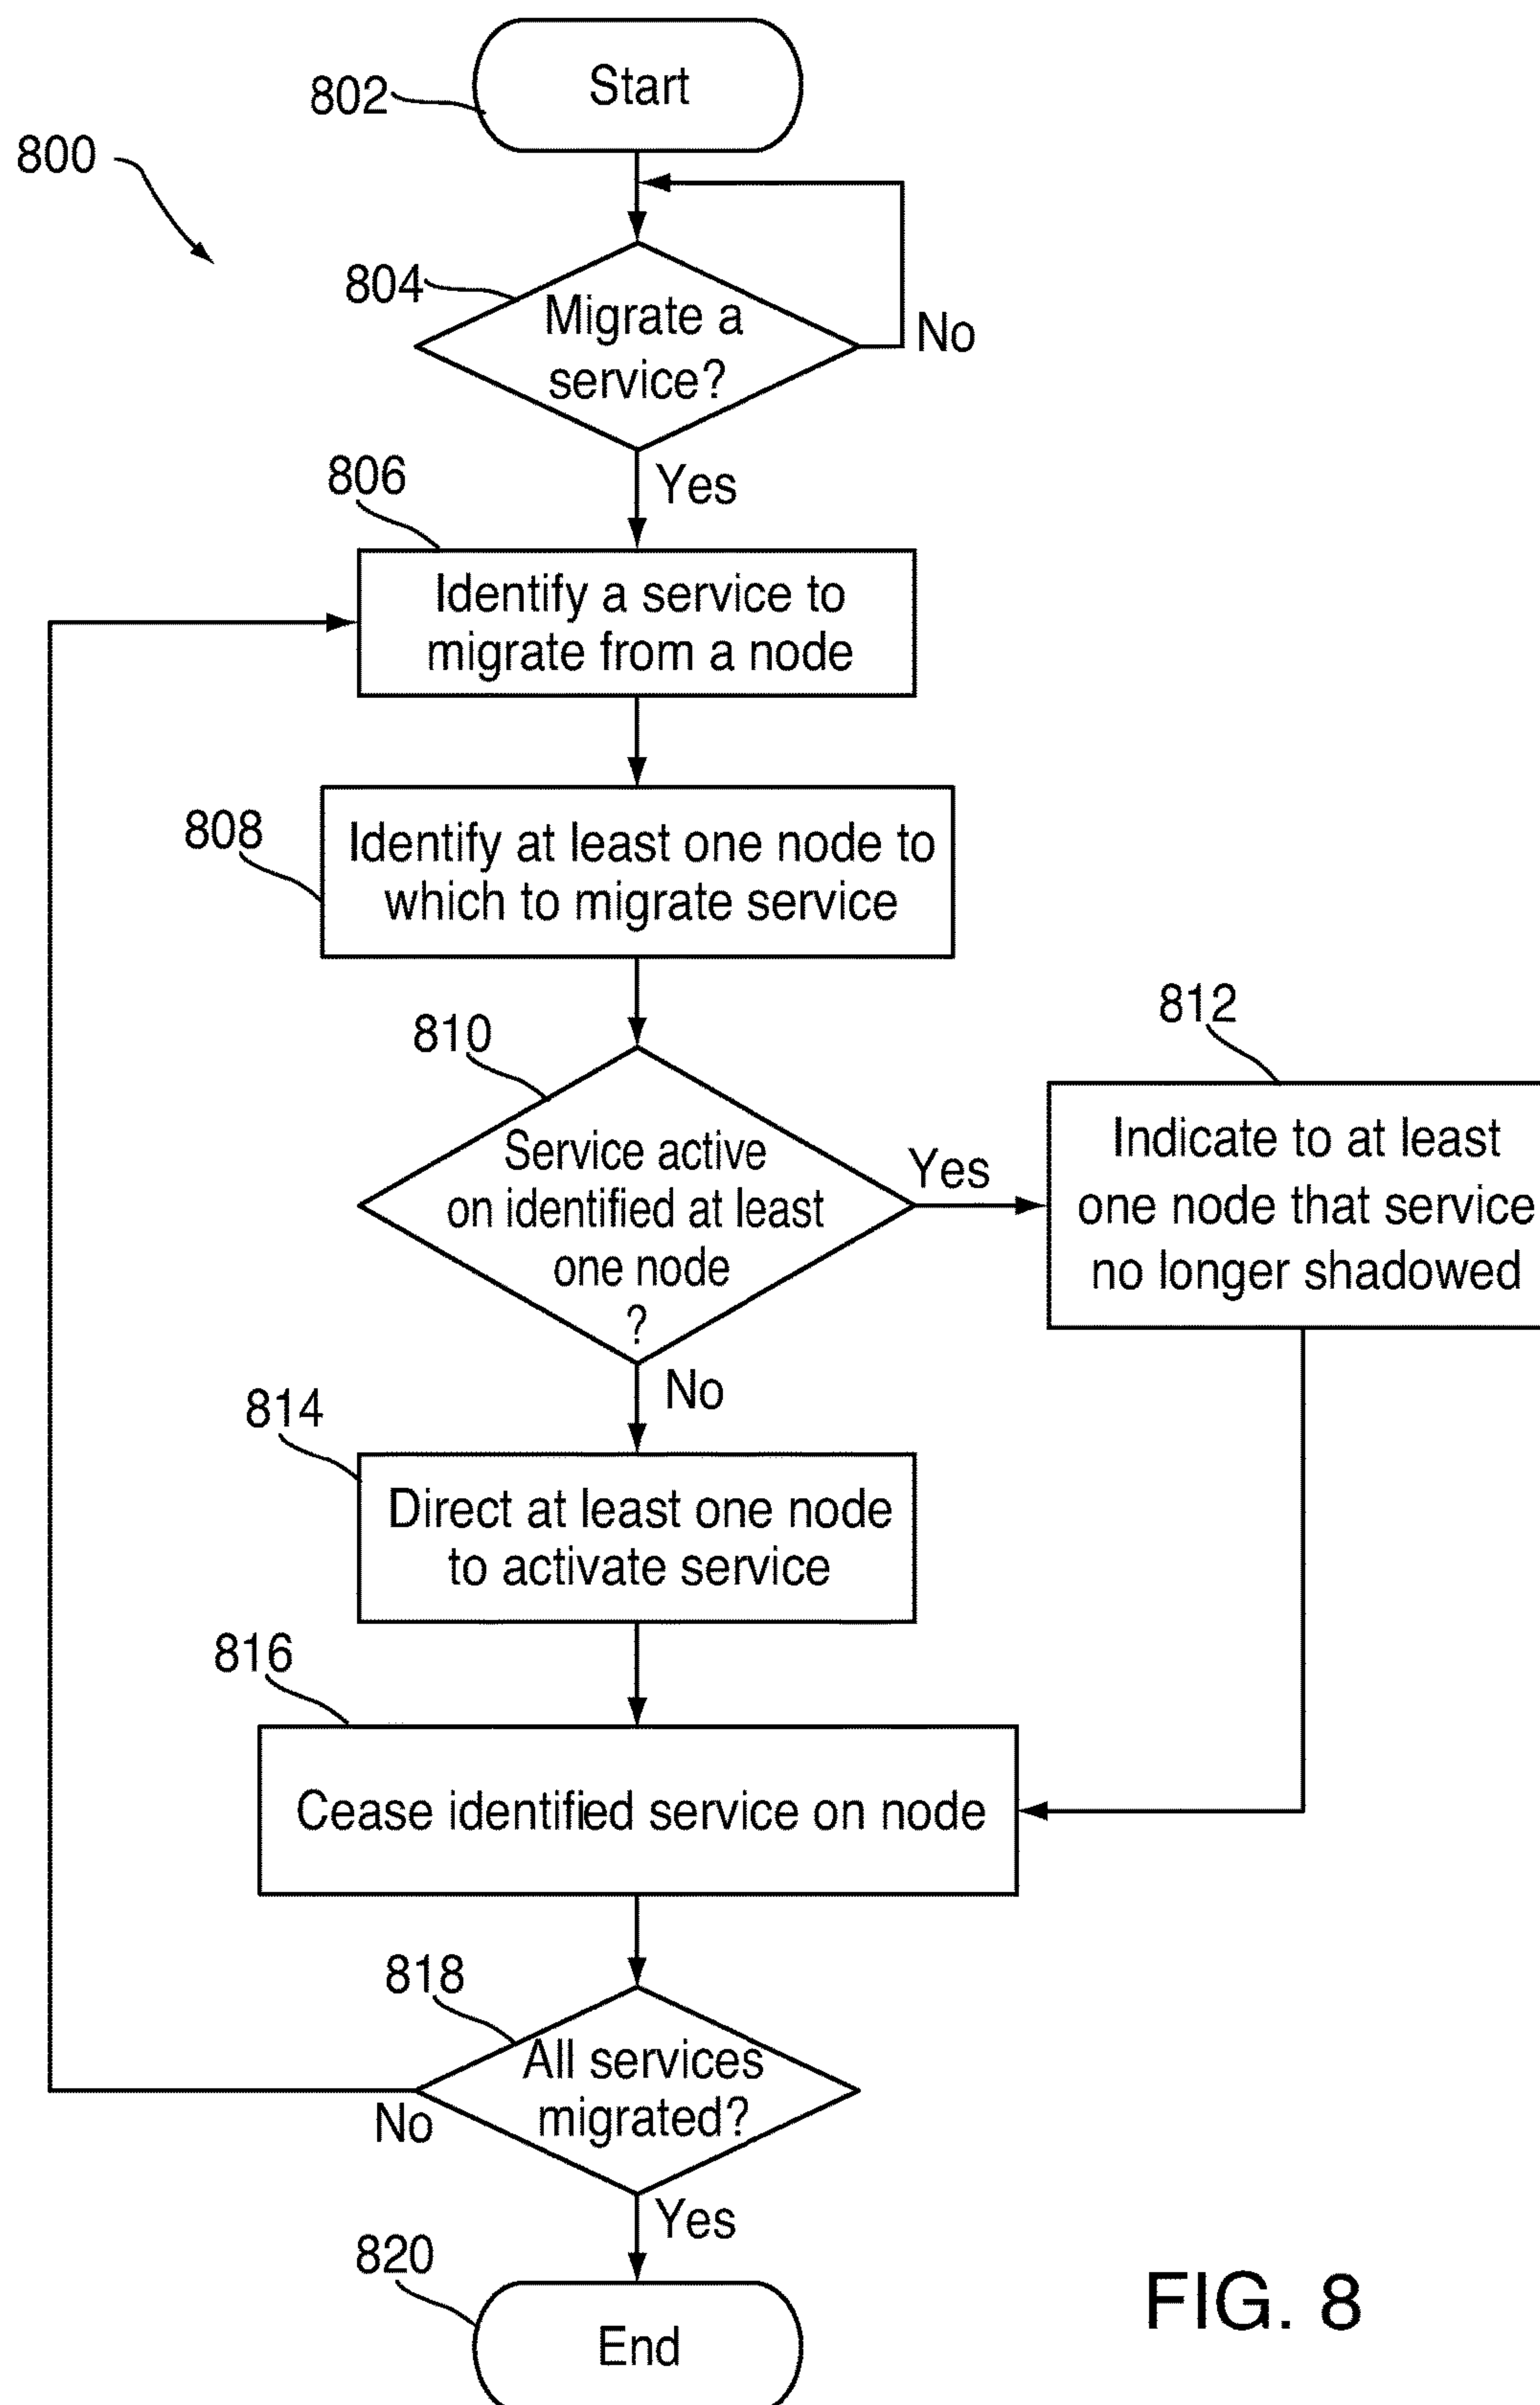 802
Start
800
804
Migrate a
service?
No
Yes
806
Identify a service to
migrate from a node
808
Identify at least one node to
which to migrate service
810
812
Service active
on identified at least
one node
?
Yes
Indicate to at least
one node that service
no longer shadowed
No
814
Direct at least one node
to activate service
816
Cease identified service on node
818
All services
migrated?
No
Yes
820
End
FIG. 8